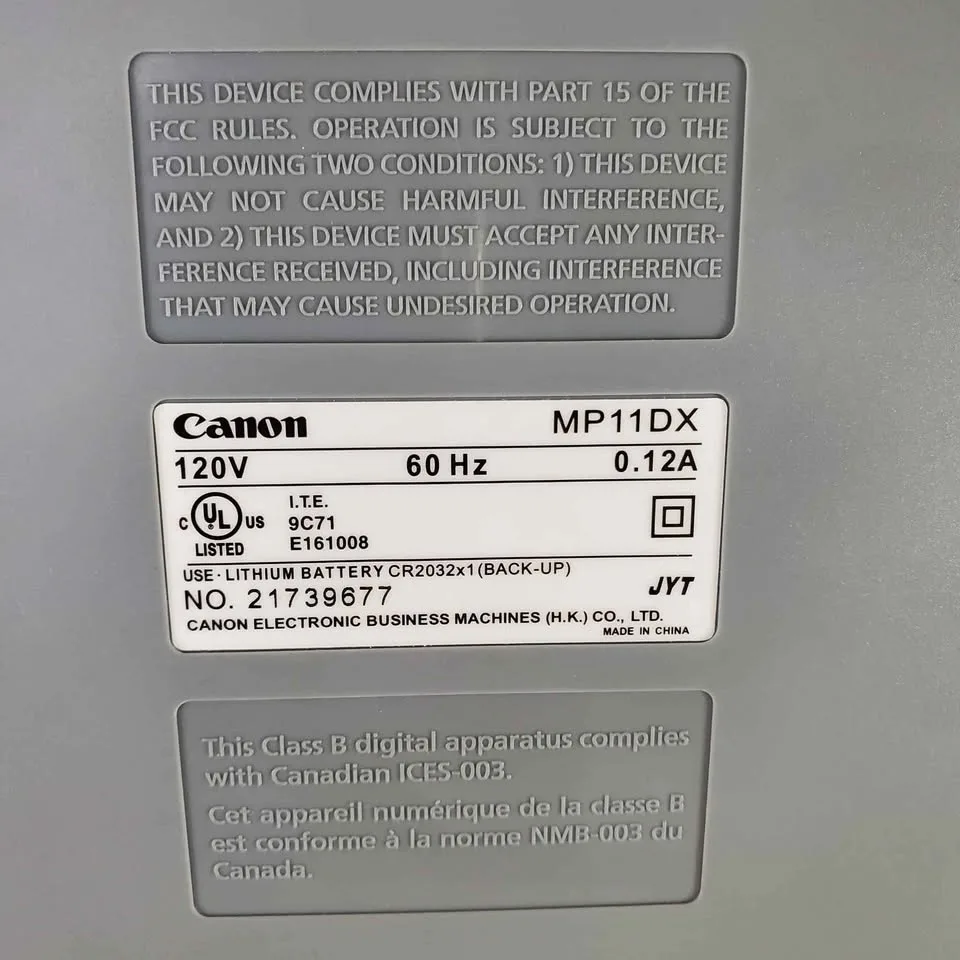 THIS DEVICE COMPLIES WITH PART 15 OF THE
FCC RULES. OPERATION IS SUBJECT TO THE
FOLLOWING TWO CONDITIONS: 1) THIS DEVICE
MAY NOT CAUSE HARMFUL INTERFERENCE,
AND 2) THIS DEVICE MUST ACCEPT ANY INTER-
FERENCE RECEIVED, INCLUDING INTERFERENCE
THAT MAY CAUSE UNDESIRED OPERATION.
Canon MP11DX
120V 60 Hz 0.12A
C UL US LISTED
I.T.E.
9C71
E161008
USE·LITHIUM BATTERY CR2032x1(BACK-UP)
NO. 21739677 JYT
CANON ELECTRONIC BUSINESS MACHINES (H.K.) CO., LTD.
MADE IN CHINA
This Class B digital apparatus complies
with Canadian ICES-003.
Cet appareil numérique de la classe B
est conforme à la norme NMB-003 du
Canada.